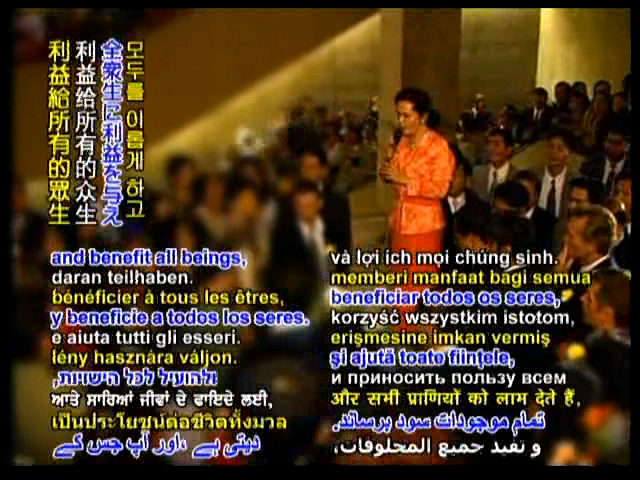 利益給所有的眾生
利益给所有的众生
全衆生に利益を与え
모두를 이롭게 하고
and benefit all beings,
daran teilhaben.
bénéficier à tous les êtres,
y beneficie a todos los seres.
e aiuta tutti gli esseri.
lény hasznára váljon.
ולהועיל לכל הישויות,
ਅਤੇ ਸਾਰਿਆਂ ਜੀਵਾਂ ਦੇ ਫਾਇਦੇ ਲਈ,
เป็นประโยชน์ต่อชีวิตทั้งมวล
دیتی ہے ،اور آپ جس کے
và lợi ích mọi chúng sinh.
memberi manfaat bagi semua
beneficiar todos os seres,
korzyść wszystkim istotom,
erişmesine imkan vermiş
şi ajută toate fiinţele,
и приносить пользу всем
और सभी प्राणियों को लाभ देते हैं,
تمام موجودات سود برساند.
و تفيد جميع المخلوقات،